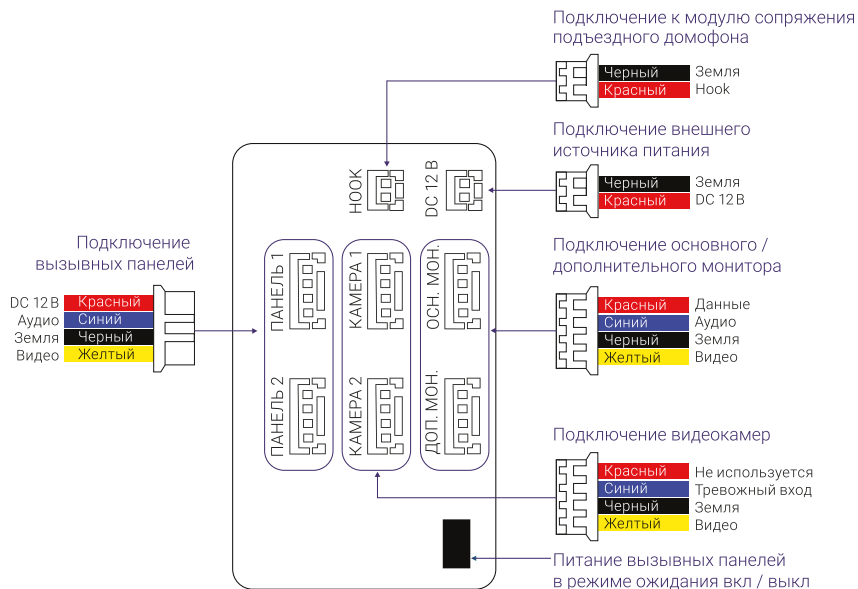 Подключение к модулю сопряжения
подъездного домофона
Черный Земля
Красный Hook
Подключение внешнего
источника питания
Черный Земля
Красный DC 12 В
HOOK
DC 12 В
Подключение
вызывных панелей
DC 12 В Красный
Аудио Синий
Земля Черный
Видео Желтый
ПАНЕЛЬ 1
КАМЕРА 1
ОСН. МОН.
ПАНЕЛЬ 2
КАМЕРА 2
ДОП. МОН.
Подключение основного /
дополнительного монитора
Красный Данные
Синий Аудио
Черный Земля
Желтый Видео
Подключение видеокамер
Красный Не используется
Синий Тревожный вход
Черный Земля
Желтый Видео
Питание вызывных панелей
в режиме ожидания вкл / выкл